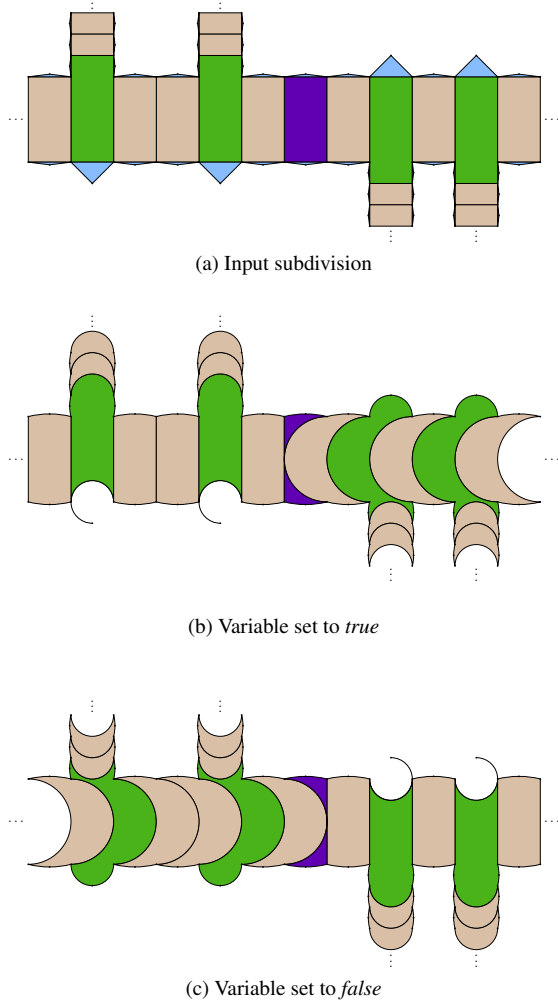 (a) Input subdivision
(b) Variable set to true
(c) Variable set to false